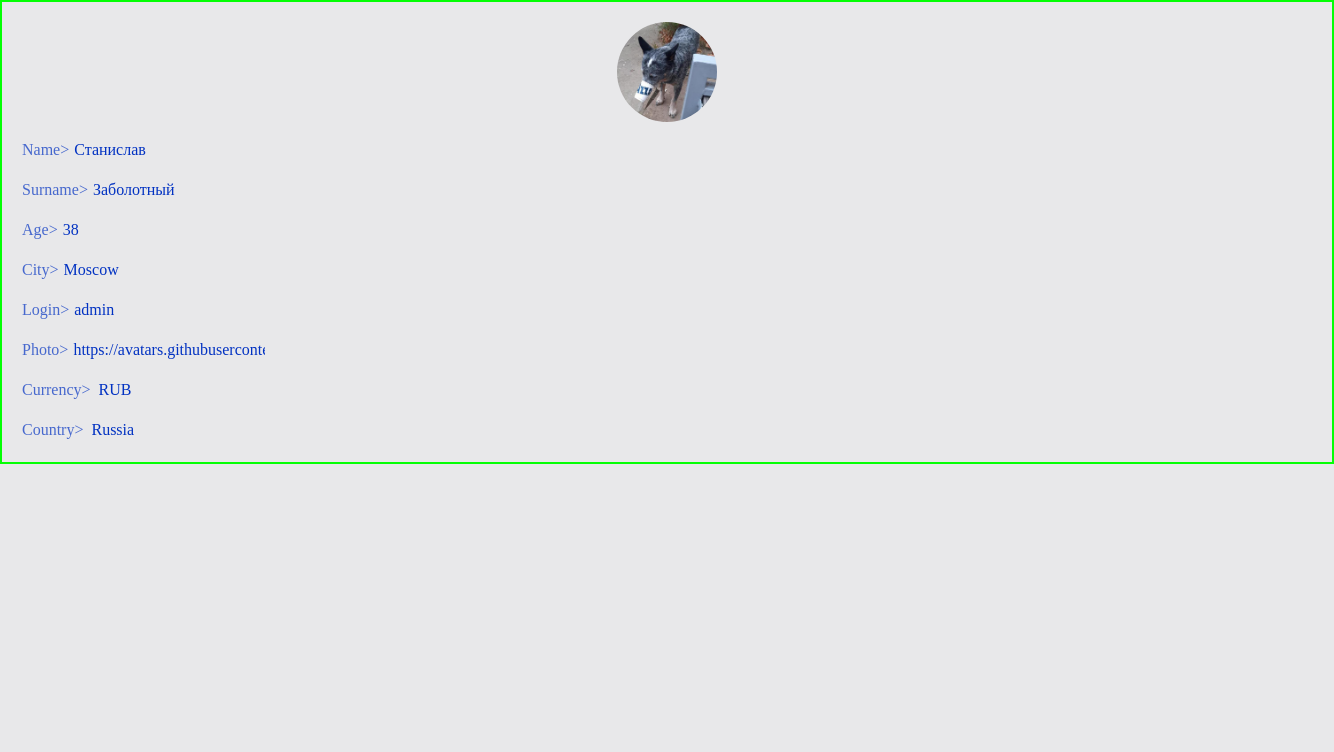 Name> Станислав
Surname> Заболотный
Age> 38
City> Moscow
Login> admin
Photo> https://avatars.githubuserconte
Currency> RUB
Country> Russia